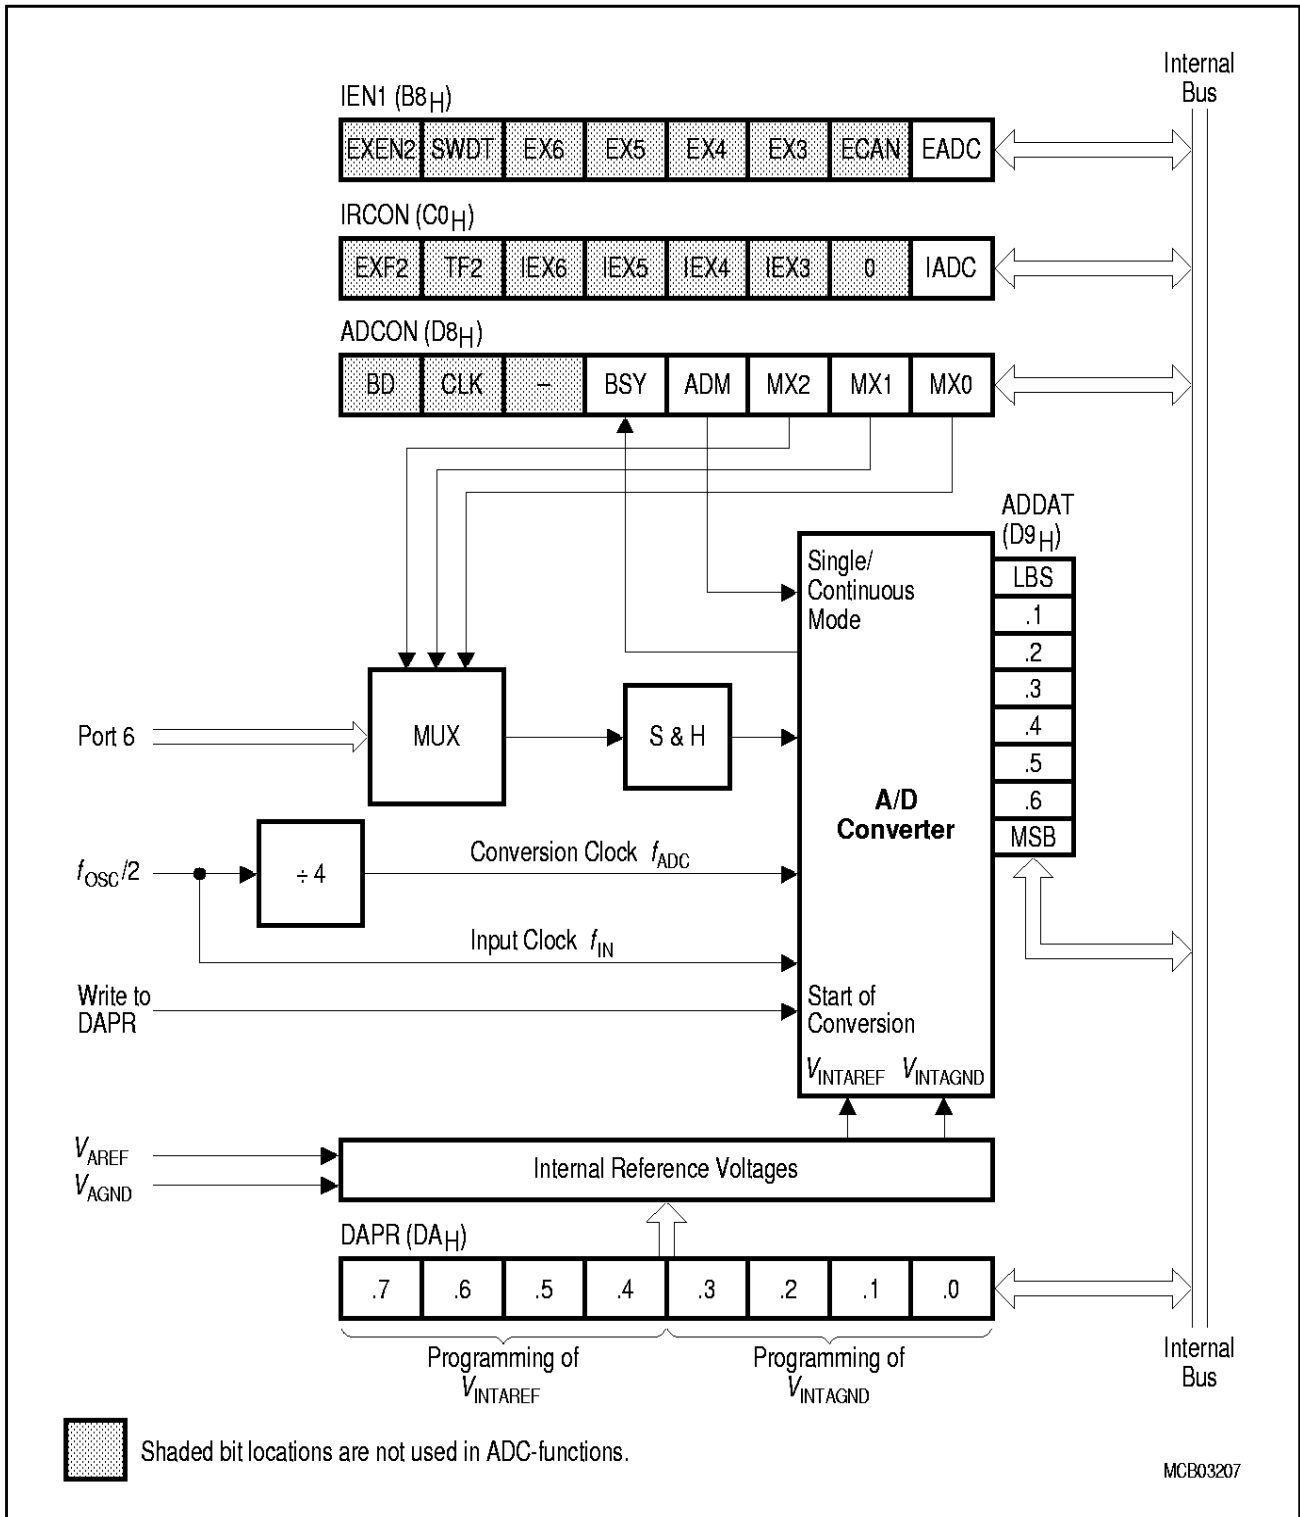 Internal
Bus
IEN1 (B8H)
EXEN2 SWDT EX6 EX5 EX4 EX3 ECAN EADC
IRCON (C0H)
EXF2 TF2 IEX6 IEX5 IEX4 IEX3 0 IADC
ADCON (D8H)
BD CLK – BSY ADM MX2 MX1 MX0
ADDAT
(D9H)
LBS
.1
.2
.3
.4
.5
.6
MSB
Single/
Continuous
Mode
Port 6
MUX
S & H
A/D
Converter
fOSC/2
÷ 4
Conversion Clock fADC
Input Clock fIN
Write to
DAPR
Start of
Conversion
VINTAREF VINTAGND
VAREF
VAGND
Internal Reference Voltages
DAPR (DAH)
.7 .6 .5 .4 .3 .2 .1 .0
Programming of
VINTAREF
Programming of
VINTAGND
Internal
Bus
Shaded bit locations are not used in ADC-functions.
MCB03207